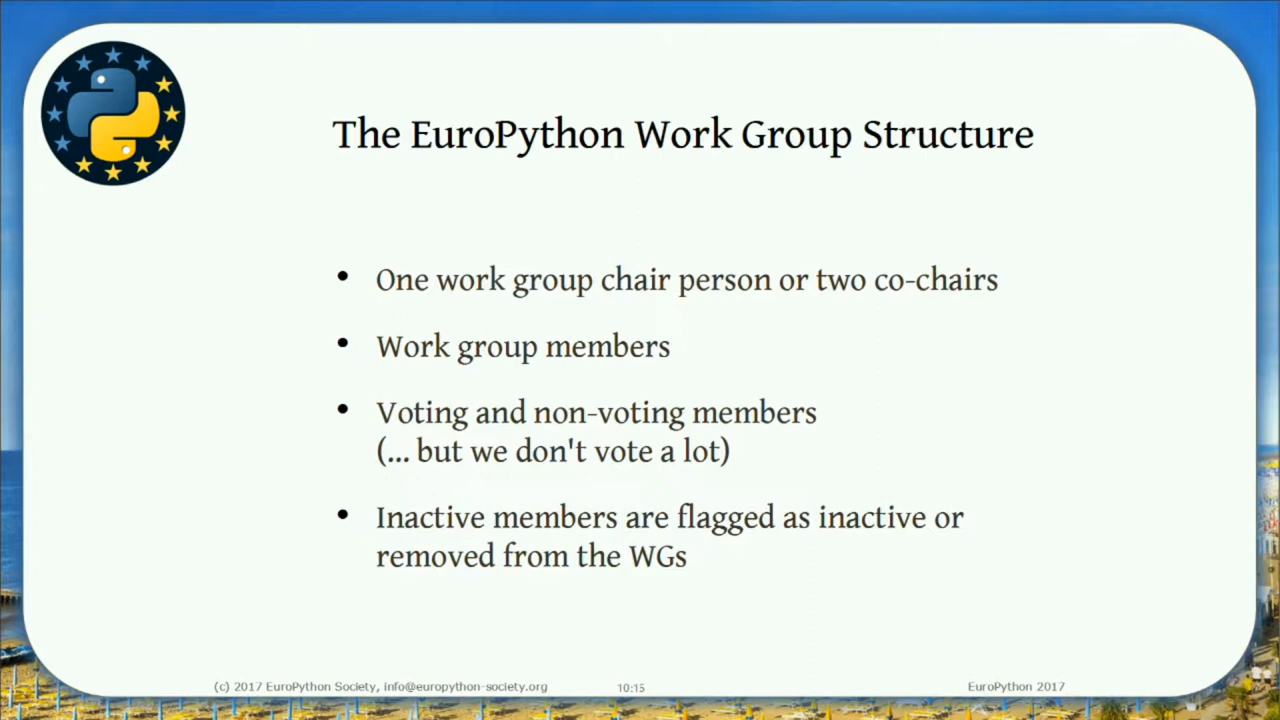 The EuroPython Work Group Structure
• One work group chair person or two co-chairs
• Work group members
• Voting and non-voting members
(... but we don't vote a lot)
• Inactive members are flagged as inactive or
removed from the WGs
(c) 2017 EuroPython Society, info@europython-society.org
10:15
EuroPython 2017